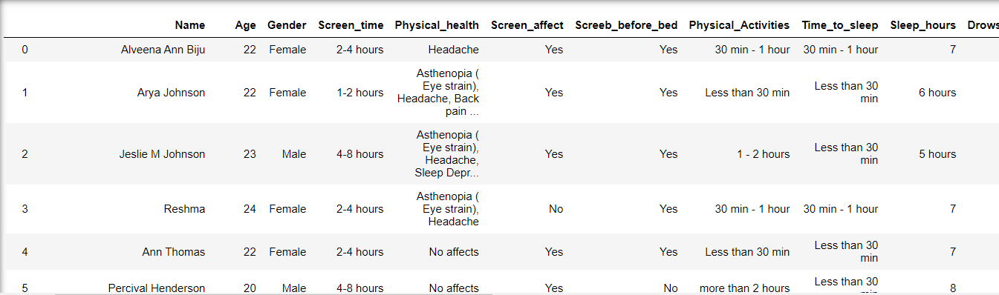 Name Age Gender Screen_time Physical_health Screen_affect Screeb_before_bed Physical_Activities Time_to_sleep Sleep_hours Drows
0 Alveena Ann Biju 22 Female 2-4 hours Headache Yes Yes 30 min - 1 hour 30 min - 1 hour 7
Asthenopia (
Eye strain),
1 Arya Johnson 22 Female 1-2 hours Headache, Back Yes Yes Less than 30 min Less than 30 min 6 hours
pain ...
Asthenopia (
Eye strain),
2 Jeslie M Johnson 23 Male 4-8 hours Headache, Yes Yes 1 - 2 hours Less than 30 min 5 hours
Sleep Depr...
Asthenopia (
3 Reshma 24 Female 2-4 hours Eye strain), No Yes 30 min - 1 hour 30 min - 1 hour 7
Headache
4 Ann Thomas 22 Female 2-4 hours No affects Yes Yes Less than 30 min Less than 30 min 7
5 Percival Henderson 20 Male 4-8 hours No affects Yes No more than 2 hours Less than 30 min 8